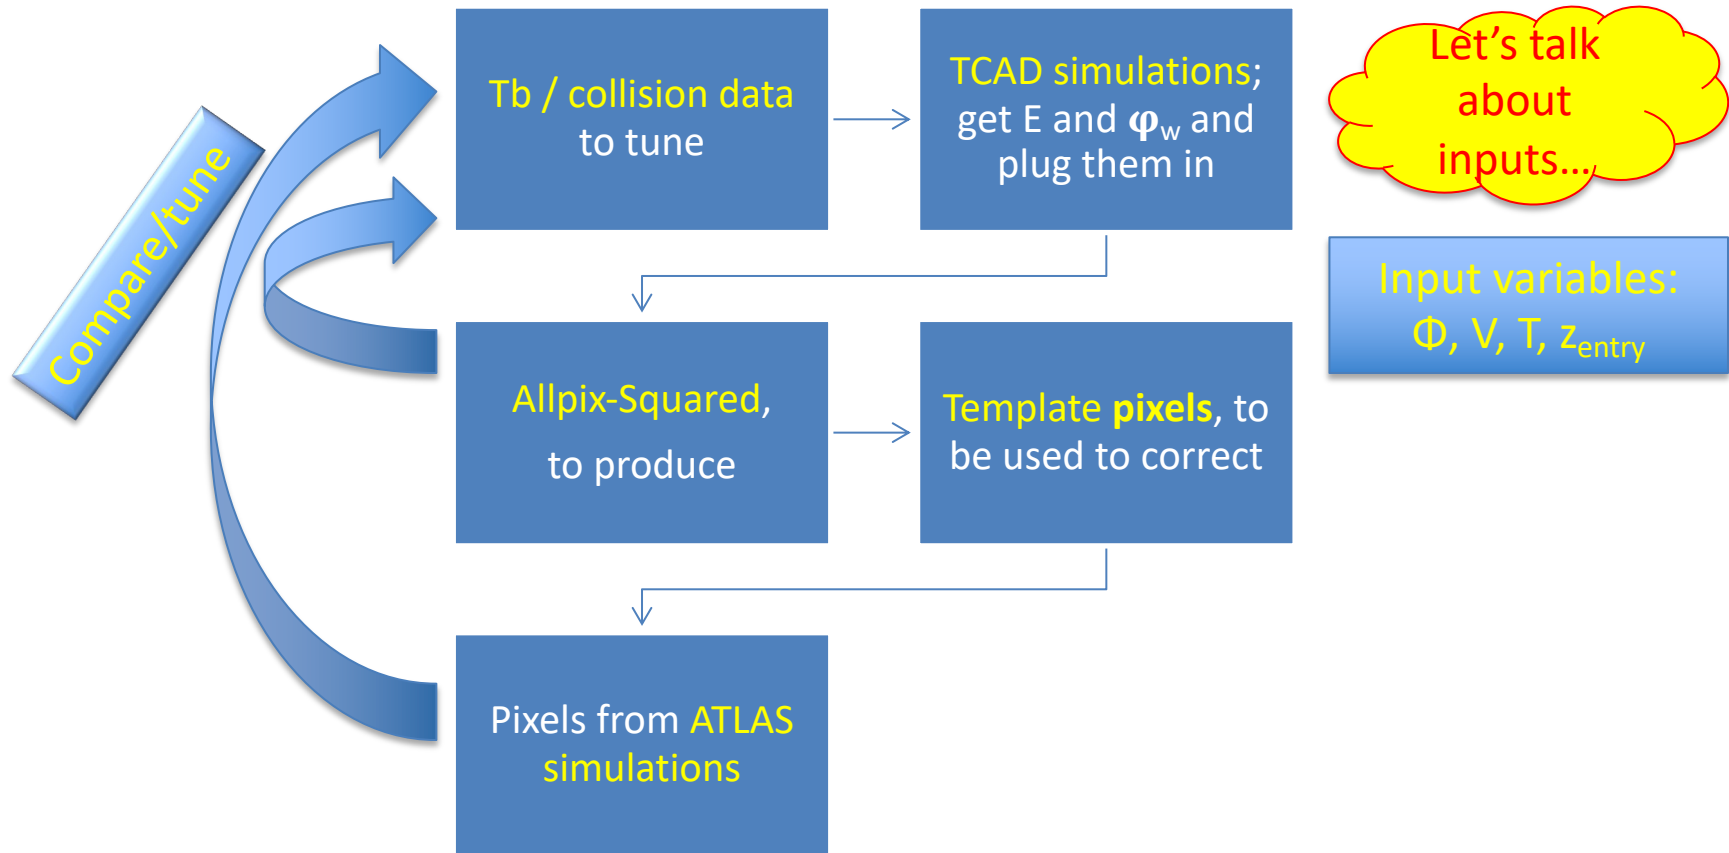 Compare/tune
Tb / collision data
to tune
TCAD simulations;
get E and φw and
plug them in
Let’s talk
about
inputs…
Input variables:
Φ, V, T, zentry
Allpix-Squared,
to produce
Template pixels, to
be used to correct
Pixels from ATLAS
simulations